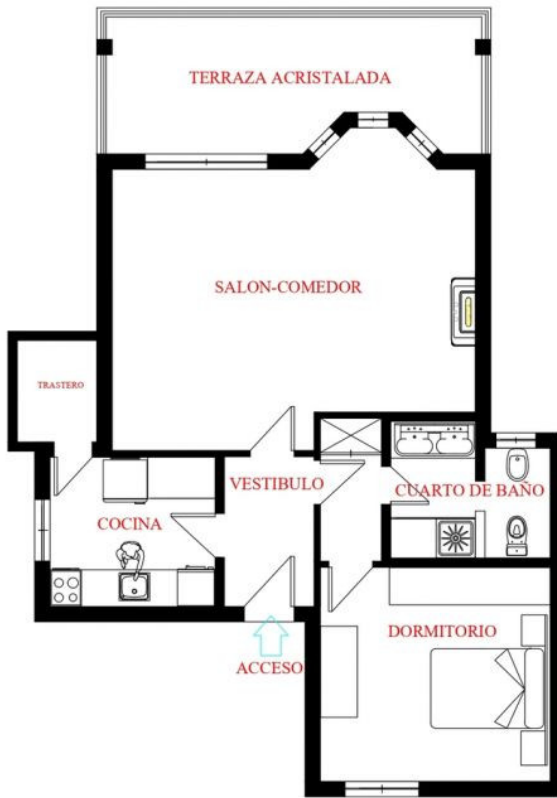 TERRAZA ACRISTALADA
SALON-COMEDOR
TRASTERO
VESTIBULO
CUARTO DE BAÑO
COCINA
DORMITORIO
ACCESO